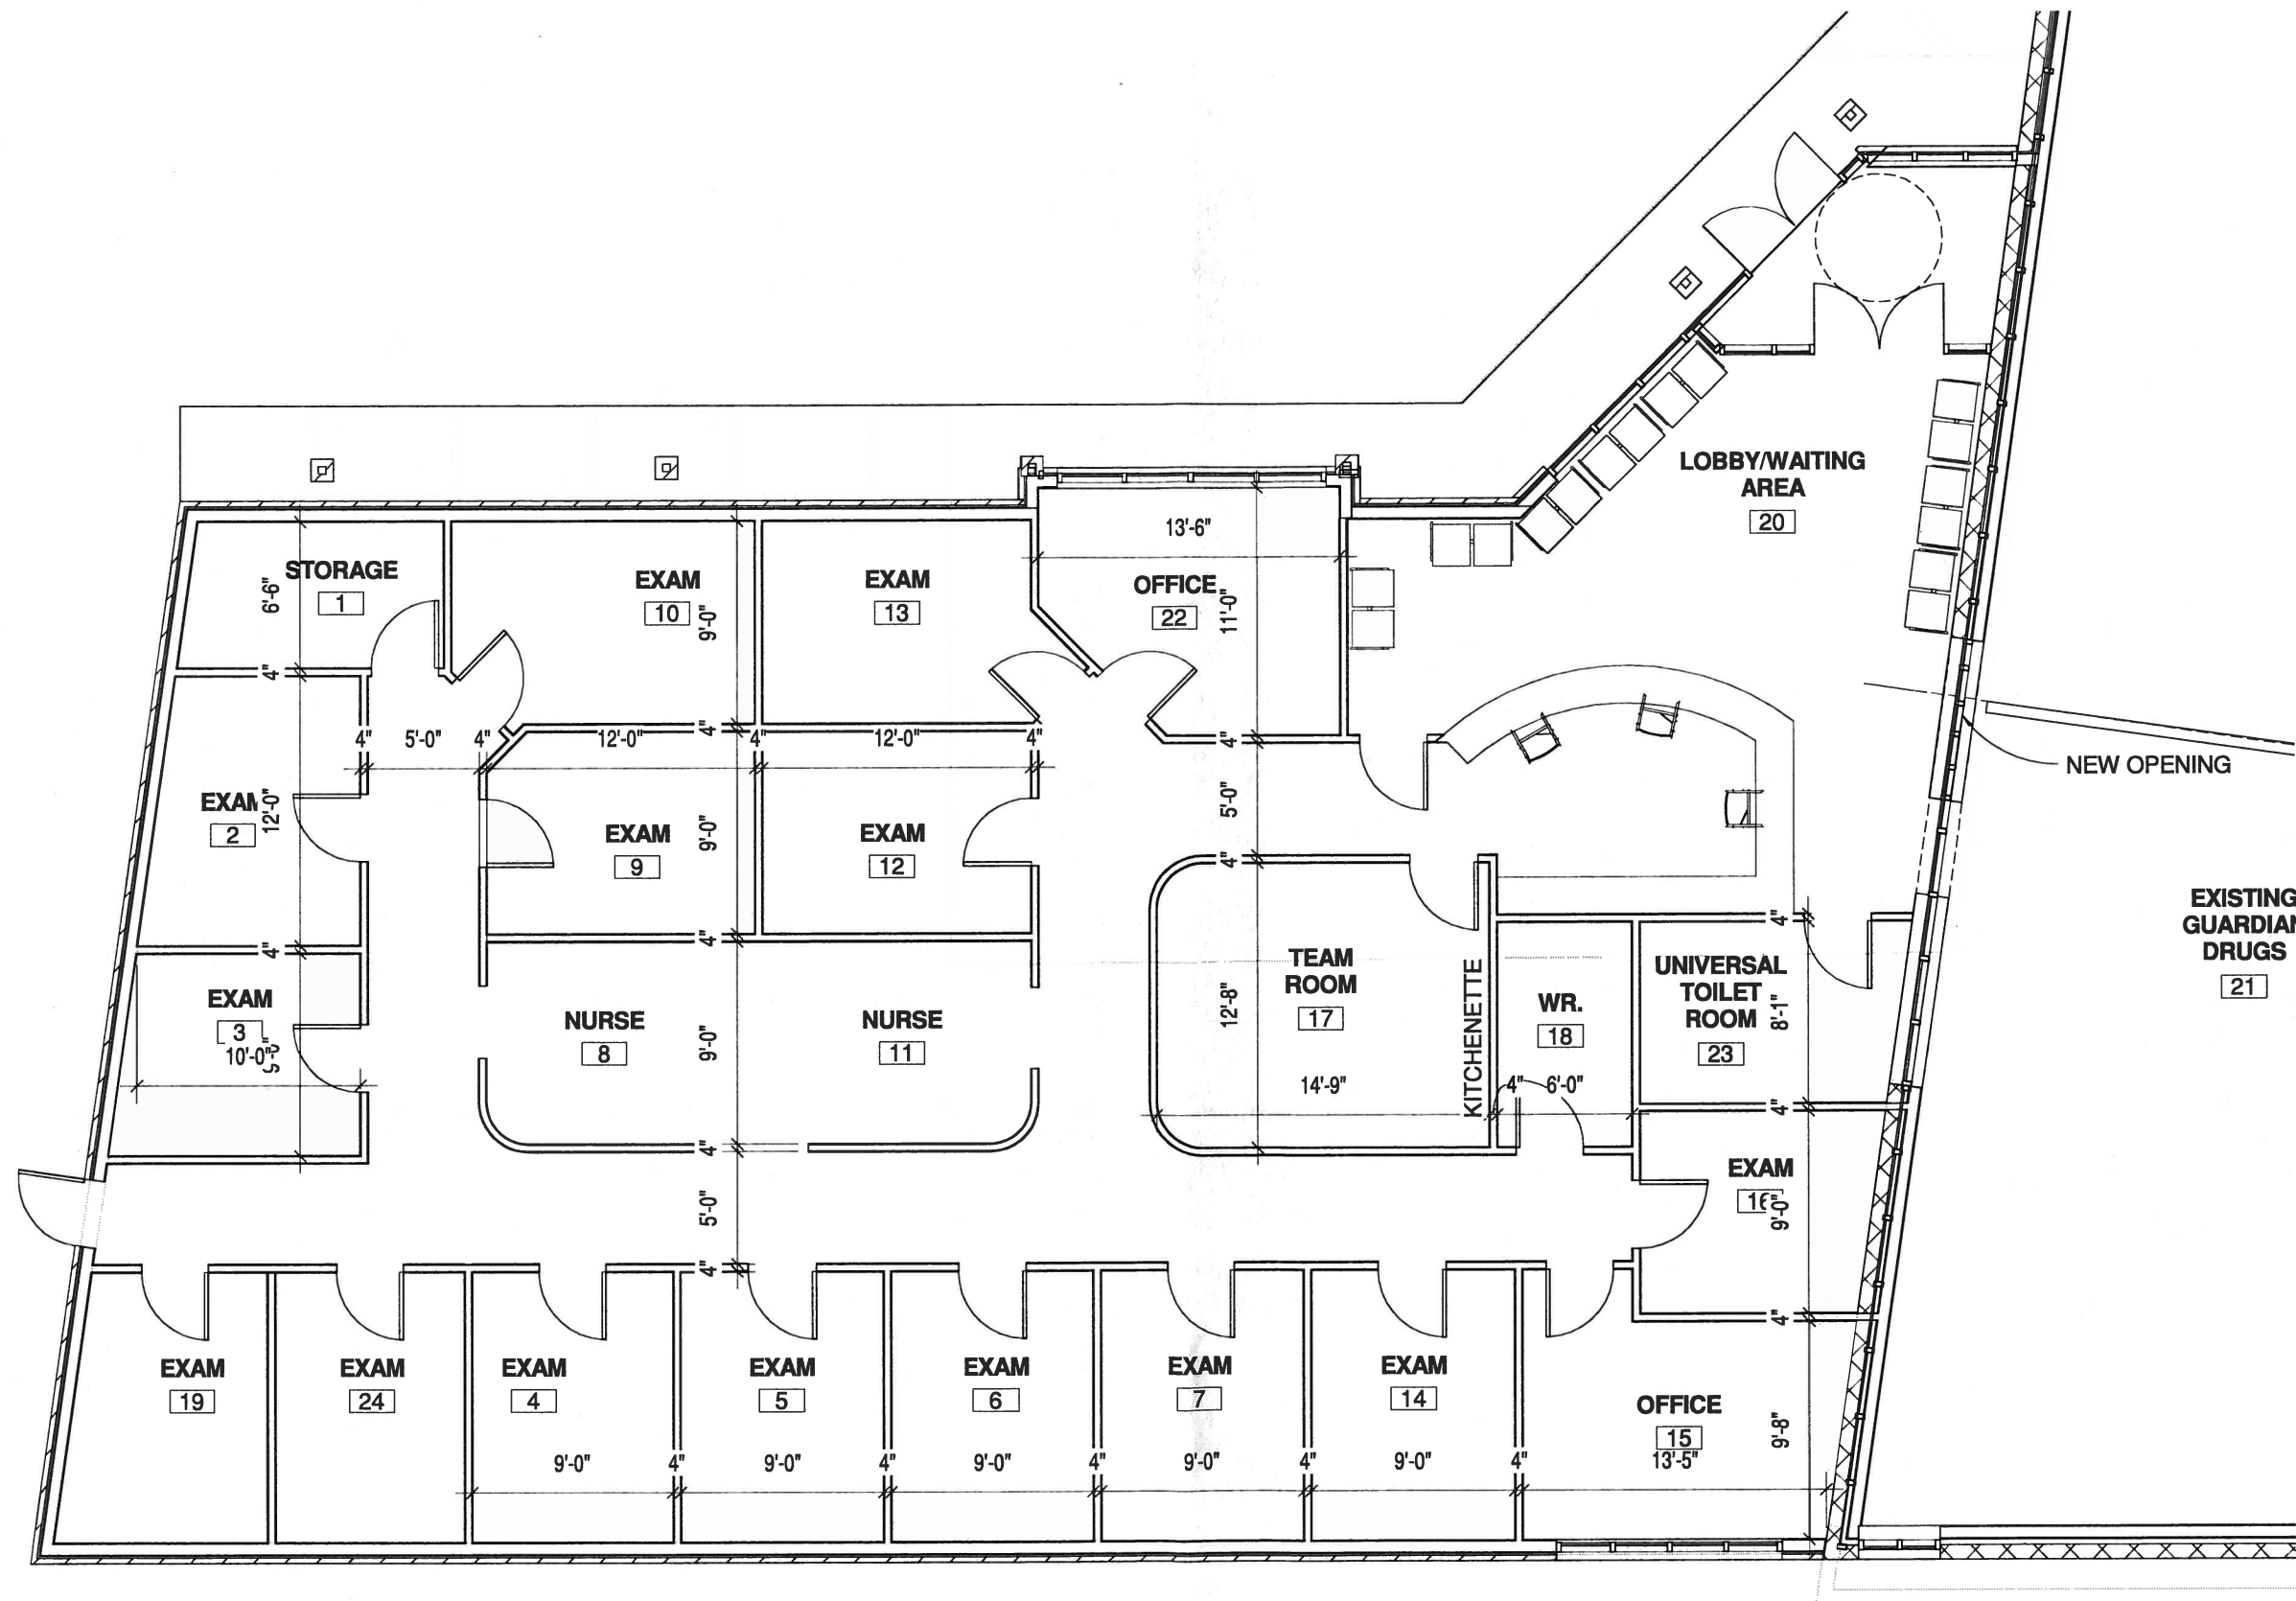 LOBBY/WAITING
AREA
20
13'-6"
STORAGE
1
6'-6"
EXAM
10
9'-0"
EXAM
13
OFFICE
22
11'-0"
4"
4"
5'-0"
4"
12'-0"
4"
4"
12'-0"
4"
4"
NEW OPENING
EXAM
2
12'-0"
EXAM
9
9'-0"
EXAM
12
5'-0"
4"
4"
4"
4"
EXISTING
GUARDIAN
DRUGS
21
EXAM
3
10'-0"
NURSE
8
9'-0"
NURSE
11
TEAM
ROOM
17
12'-8"
14'-9"
KITCHENETTE
WR.
18
4"
6'-0"
UNIVERSAL
TOILET
ROOM
23
8'-1"
4"
4"
EXAM
16
9'-0"
5'-0"
4"
4"
EXAM
19
EXAM
24
EXAM
4
EXAM
5
EXAM
6
EXAM
7
EXAM
14
OFFICE
15
13'-5"
9'-8"
9'-0"
4"
9'-0"
4"
9'-0"
4"
9'-0"
4"
9'-0"
4"